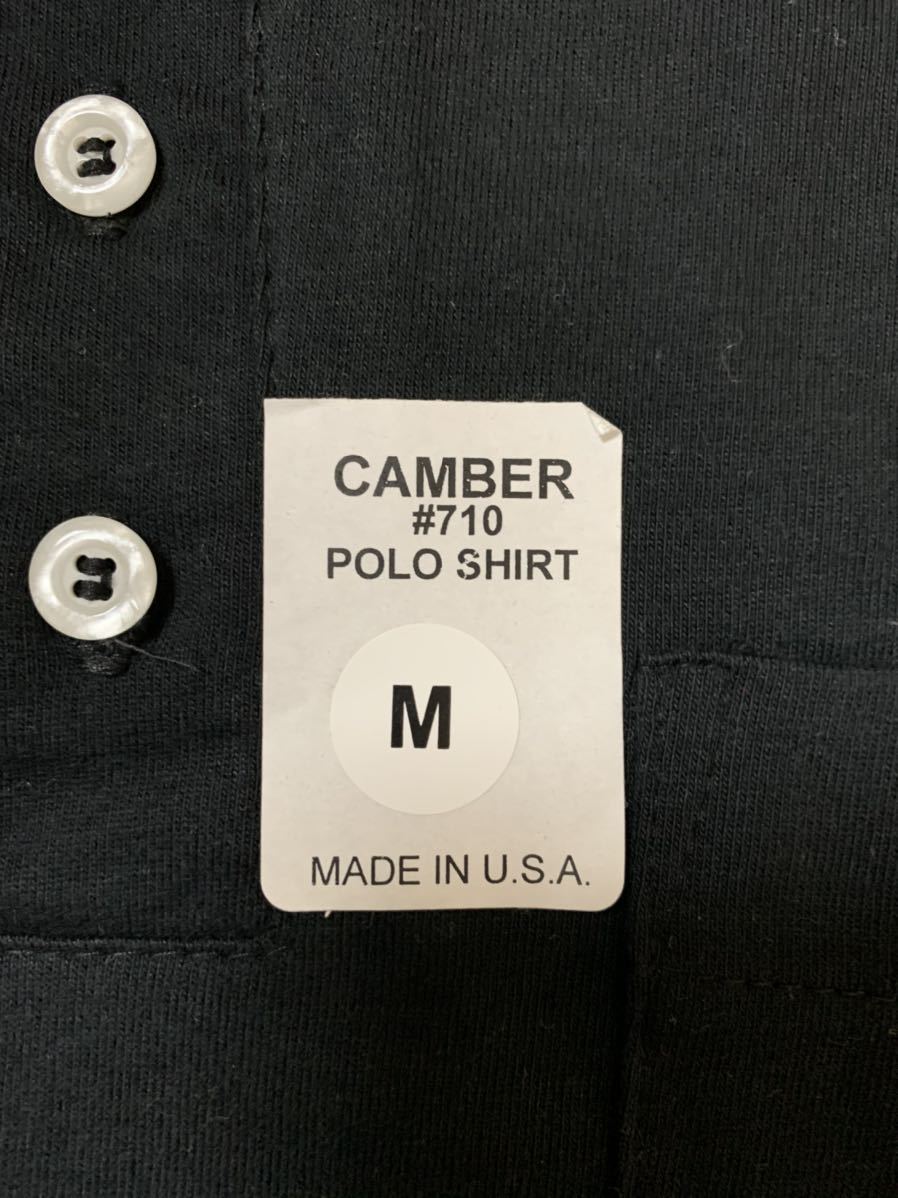 CAMBER
#710
POLO SHIRT
M
MADE IN U.S.A.